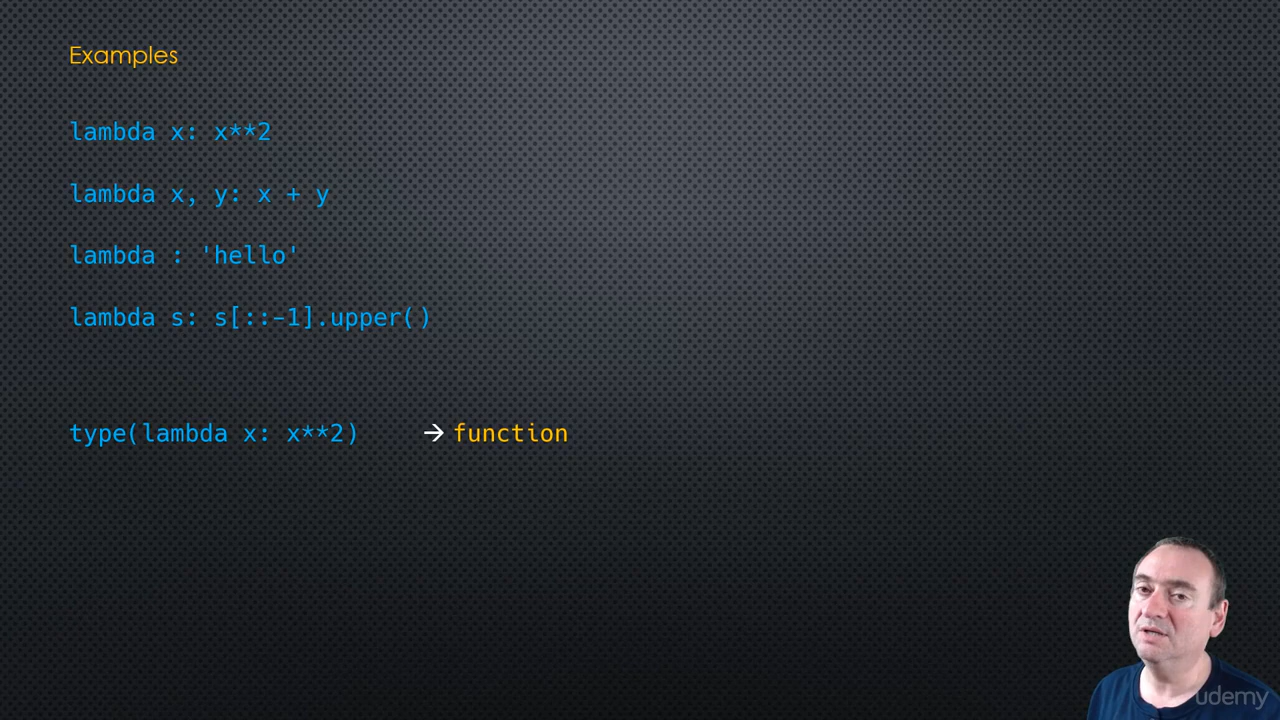 Examples
lambda x: x**2
lambda x, y: x + y
lambda : 'hello'
lambda s: s[::-1].upper()
type(lambda x: x**2) → function
udemy